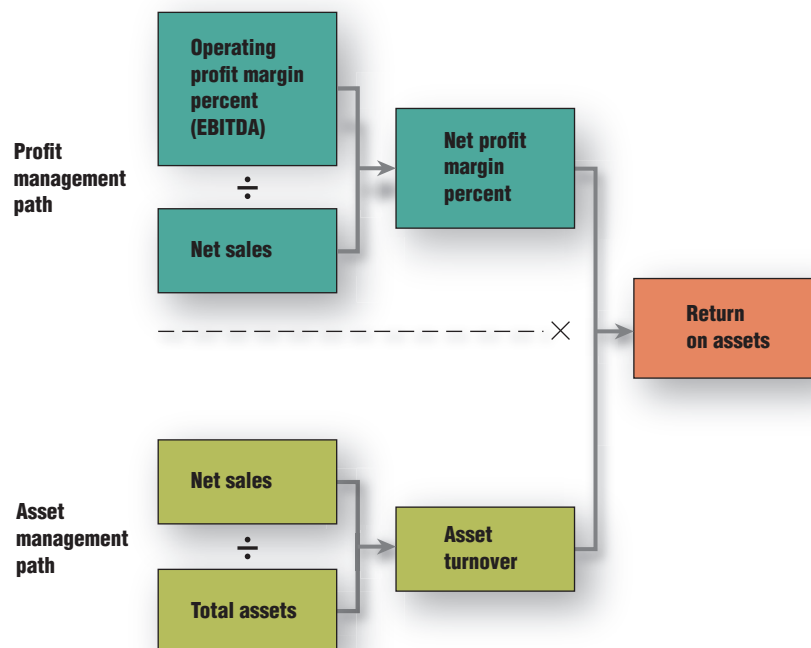 Profit
management
path
Operating
profit margin
percent
(EBITDA)
÷
Net sales
Net profit
margin
percent
×
Return
on assets
Asset
management
path
Net sales
÷
Total assets
Asset
turnover